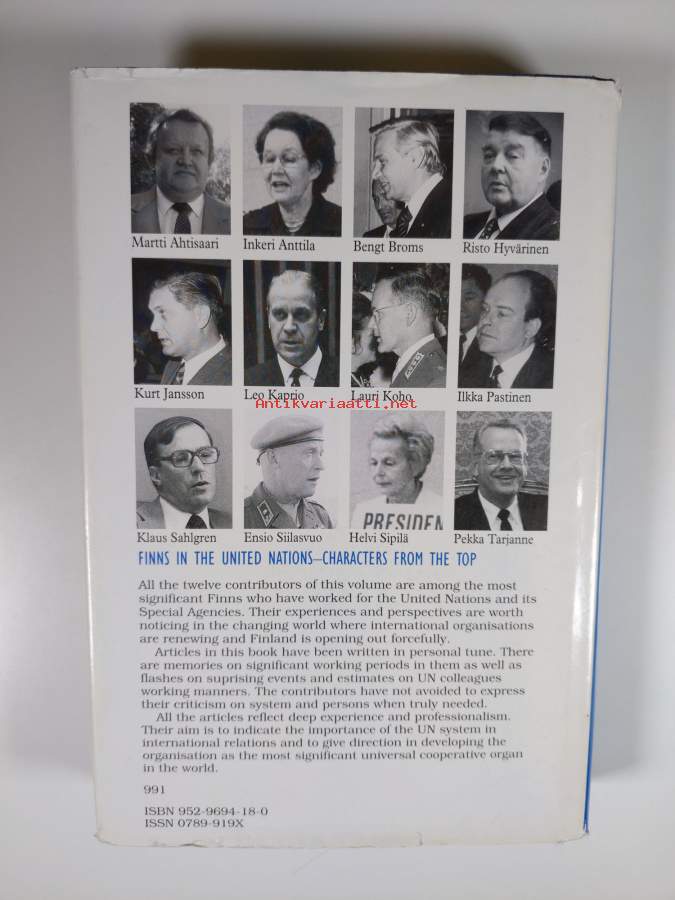 Martti Ahtisaari Inkeri Anttila Bengt Broms Risto Hyvärinen
Kurt Jansson Leo Kaprio Lauri Koho Ilkka Pastinen
Antikvariaatti.net
PRESIDEN
Klaus Sahlgren Ensio Siilasvuo Helvi Sipilä Pekka Tarjanne
FINNS IN THE UNITED NATIONS—CHARACTERS FROM THE TOP
All the twelve contributors of this volume are among the most
significant Finns who have worked for the United Nations and its
Special Agencies. Their experiences and perspectives are worth
noticing in the changing world where international organisations
are renewing and Finland is opening out forcefully.
Articles in this book have been written in personal tune. There
are memories on significant working periods in them as well as
flashes on suprising events and estimates on UN colleagues
working manners. The contributors have not avoided to express
their criticism on system and persons when truly needed.
All the articles reflect deep experience and professionalism.
Their aim is to indicate the importance of the UN system in
international relations and to give direction in developing the
organisation as the most significant universal cooperative organ
in the world.
991
ISBN 952-9694-18-0
ISSN 0789-919X